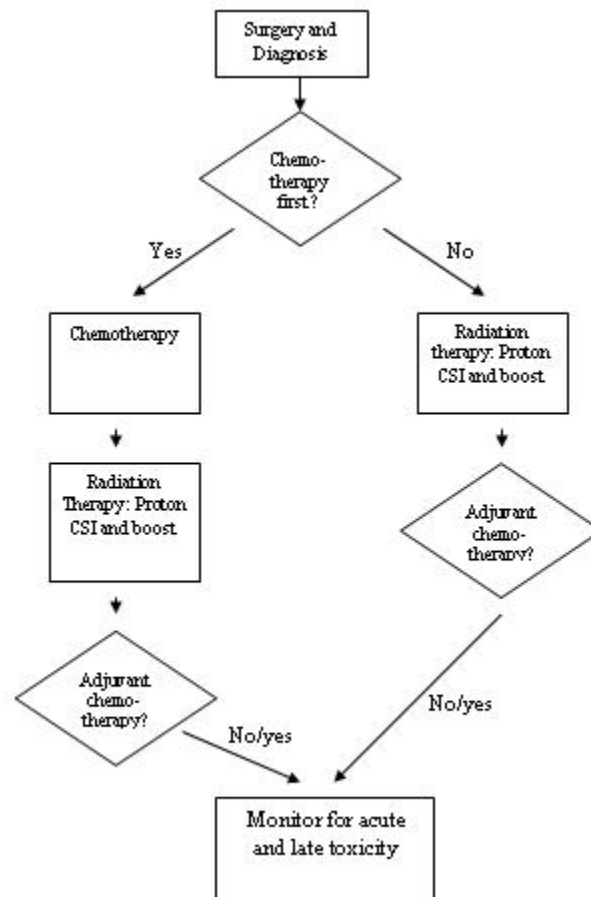 Surgery and
Diagnosis
Chemo-
therapy
first?
Yes
No
Chemotherapy
Radiation
therapy: Proton
CSI and boost
Radiation
Therapy: Proton
CSI and boost
Adjuvant
chemo-
therapy?
Adjuvant
chemo-
therapy?
No/yes
No/yes
Monitor for acute
and late toxicity